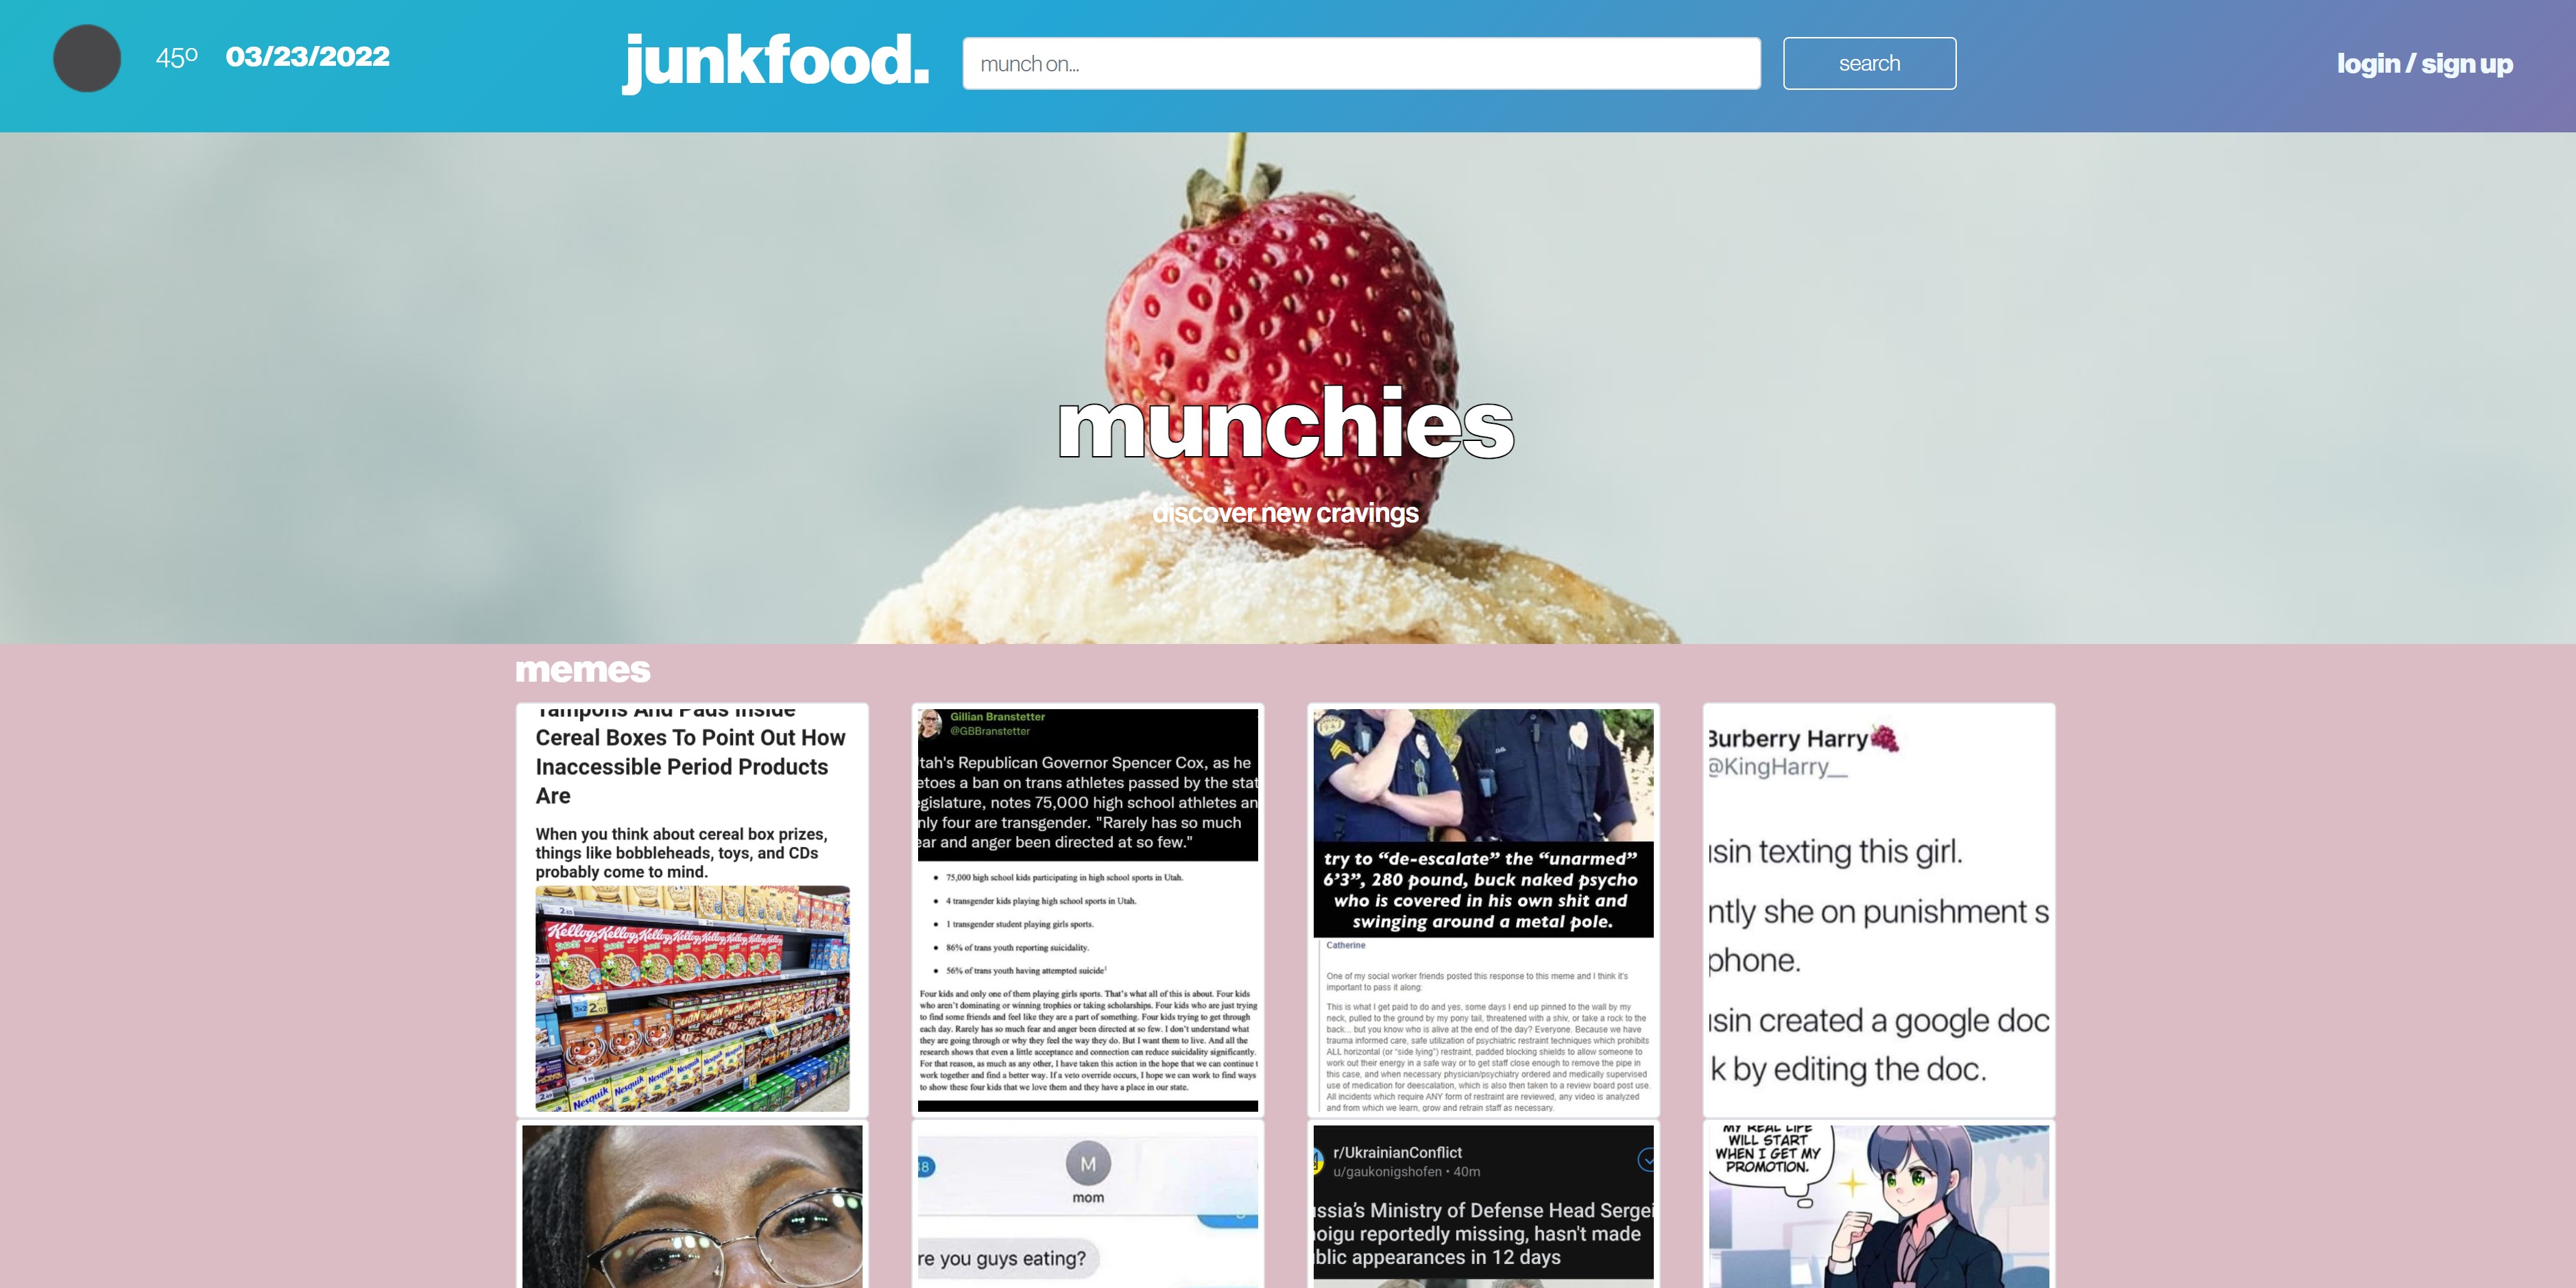 45º 03/23/2022
junkfood.
munch on...
search
login / sign up
munchies
discover new cravings
memes
Tampons And Pads Inside
Cereal Boxes To Point Out How
Inaccessible Period Products
Are
When you think about cereal box prizes,
things like bobbleheads, toys, and CDs
probably come to mind.
Kellogg's Kellogg's Kellogg's Kellogg's Kellogg's Kellogg's
LION
Nesquik Nesquik Nesquik Nesquik Nesquik
Gillian Branstetter
@GBBranstetter
tah's Republican Governor Spencer Cox, as he
etoes a ban on trans athletes passed by the stat
egislature, notes 75,000 high school athletes an
nly four are transgender. "Rarely has so much
ear and anger been directed at so few."
• 75,000 high school kids participating in high school sports in Utah.
• 4 transgender kids playing high school sports in Utah.
• 1 transgender student playing girls sports.
• 86% of trans youth reporting suicidality.
• 56% of trans youth having attempted suicide¹
Four kids and only one of them playing girls sports. That's what all of this is about. Four kids
who aren't dominating or winning trophies or taking scholarships. Four kids who are just trying
to find some friends and feel like they are a part of something. Four kids trying to get through
each day. Rarely has so much fear and anger been directed at so few. I don't understand what
they are going through or why they feel the way they do. But I want them to live. And all the
research shows that even a little acceptance and connection can reduce suicidality significantly.
For that reason, as much as any other, I have taken this action in the hope that we can continue t
work together and find a better way. If a veto override occurs, I hope we can work to find ways
to show these four kids that we love them and they have a place in our state.
try to “de-escalate” the “unarmed”
6’3”, 280 pound, buck naked psycho
who is covered in his own shit and
swinging around a metal pole.
Catherine
One of my social worker friends posted this response to this meme and I think it's
important to pass it along:
This is what I get paid to do and yes, some days I end up pinned to the wall by my
neck, pulled to the ground by my pony tail, threatened with a shiv, or take a rock to the
back... but you know who is alive at the end of the day? Everyone. Because we have
trauma informed care, safe utilization of psychiatric restraint techniques which prohibits
ALL horizontal (or "side lying") restraint, padded blocking shields to allow someone to
work out their energy in a safe way or to get staff close enough to remove the pipe in
this case, and when necessary physician/psychiatry ordered and medically supervised
use of medication for deescalation, which is also then taken to a review board post use.
All incidents which require ANY form of restraint are reviewed, any video is analyzed
and from which we learn, grow and retrain staff as necessary.
Burberry Harry🍇
@KingHarry__
usin texting this girl.
ntly she on punishment s
phone.
usin created a google doc
k by editing the doc.
38
M
mom
re you guys eating?
r/UkrainianConflict
u/gaukonigshofen • 40m
ussia's Ministry of Defense Head Sergei
hoigu reportedly missing, hasn't made
ublic appearances in 12 days
MY REAL LIFE
WILL START
WHEN I GET MY
PROMOTION.